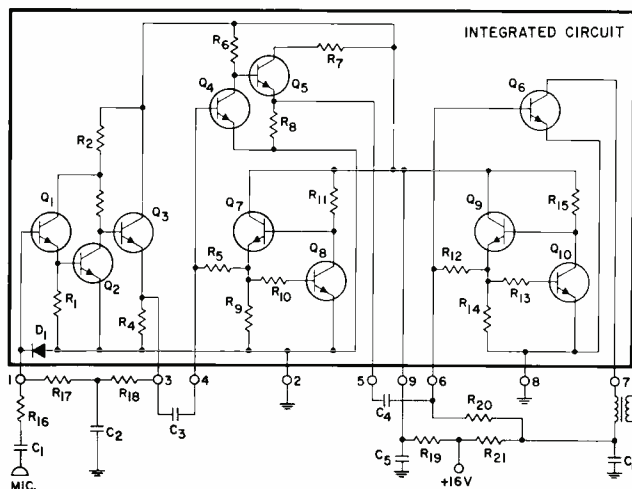 INTEGRATED CIRCUIT
R6
R7
Q4
Q5
Q6
R8
R2
Q1
Q3
Q2
Q7
R11
Q9
R15
R5
Q8
R12
Q10
R1
R4
R9
R10
R14
R13
D1
1
3
4
2
5
9
6
8
7
R17
R18
R16
C3
C4
R20
C1
C2
C5
R19
R21
C
MIC.
+16V